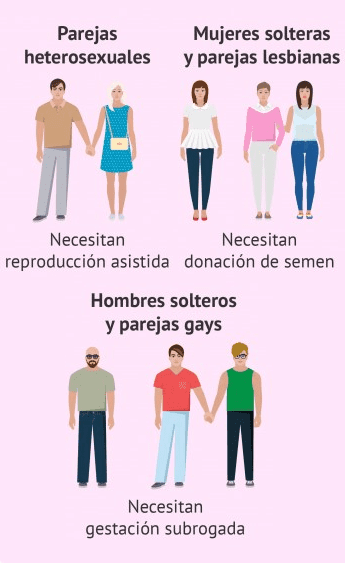 Parejas
heterosexuales
Necesitan
reproducción asistida
Mujeres solteras
y parejas lesbianas
Necesitan
donación de semen
Hombres solteros
y parejas gays
Necesitan
gestación subrogada